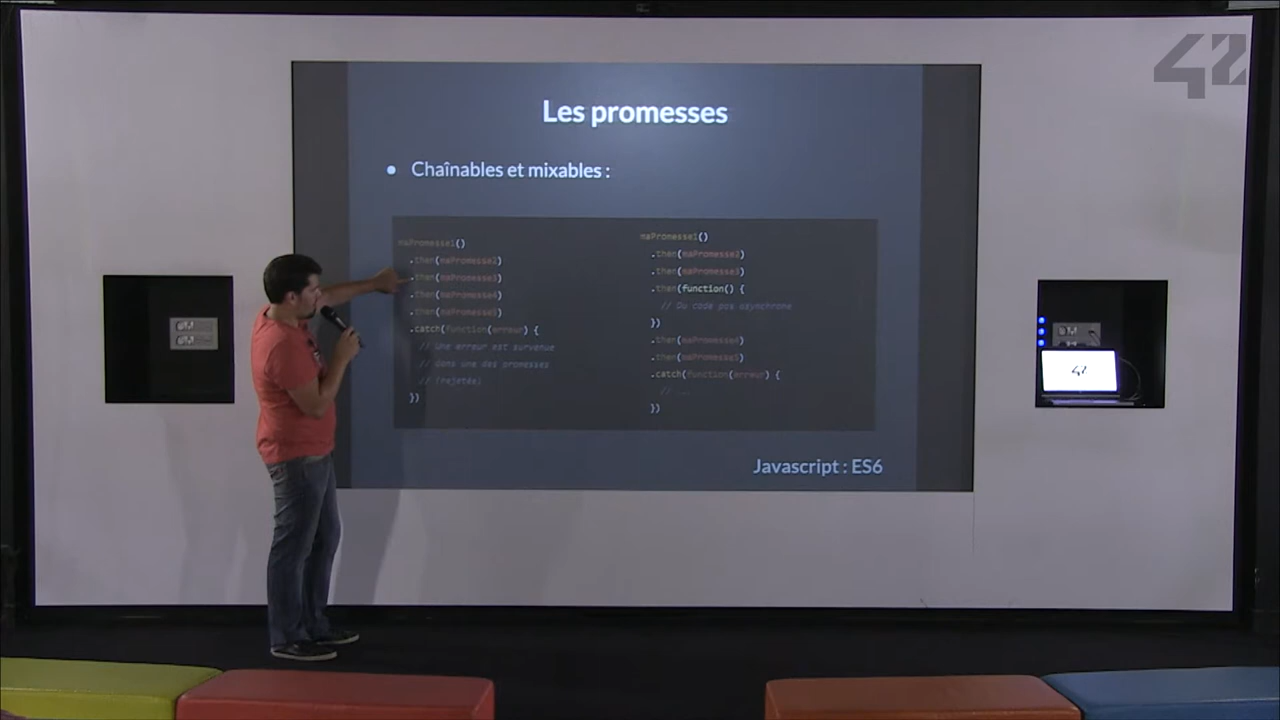 42
Les promesses
Chaînables et mixables :
maPromesse1()
.then(maPromesse2)
.then(maPromesse3)
.then(maPromesse4)
.then(maPromesse5)
.catch(function(erreur) {
// Une erreur est survenue
// dans une des promesses
// (rejetée)
})
maPromesse1()
.then(maPromesse2)
.then(maPromesse3)
.then(function() {
// Du code pas asynchrone
})
.then(maPromesse4)
.then(maPromesse5)
.catch(function(erreur) {
// ...
})
Javascript : ES6
42